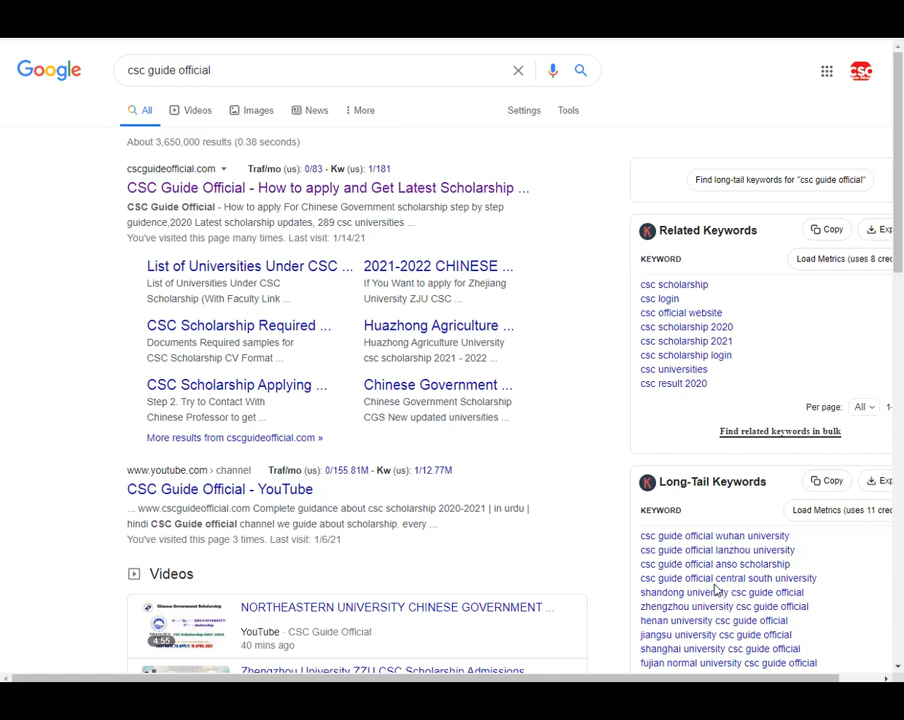 Google
csc guide official
CSC
All
Videos
Images
News
More
Settings
Tools
About 3,650,000 results (0.38 seconds)
cscguideofficial.com Traf/mo (us): 0/83 - Kw (us): 1/181
CSC Guide Official - How to apply and Get Latest Scholarship ...
CSC Guide Official - How to apply For Chinese Government scholarship step by step
guidence,2020 Latest scholarship updates, 289 csc universities ...
You've visited this page many times. Last visit: 1/14/21
List of Universities Under CSC ...
List of Universities Under CSC
Scholarship (With Faculty Link ...
2021-2022 CHINESE ...
If You Want to apply for Zhejiang
University ZJU CSC ...
CSC Scholarship Required ...
Documents Required samples for
CSC Scholarship CV Format ...
Huazhong Agriculture ...
Huazhong Agriculture University
csc scholarship 2021 - 2022 ...
CSC Scholarship Applying ...
Step 2. Try to Contact With
Chinese Professor to get ...
Chinese Government ...
Chinese Government Scholarship
CGS New updated universities ...
More results from cscguideofficial.com »
www.youtube.com › channel Traf/mo (us): 0/155.81M - Kw (us): 1/12.77M
CSC Guide Official - YouTube
... www.cscguideofficial.com Complete guidance about csc scholarship 2020-2021 | in urdu |
hindi CSC Guide official channel we guide about scholarship. every ...
You've visited this page 3 times. Last visit: 1/6/21
Videos
Chinese Government Scholarship
4:55
NORTHEASTERN UNIVERSITY CHINESE GOVERNMENT ...
YouTube · CSC Guide Official
40 mins ago
Zhengzhou University ZZU CSC Scholarship Admissions
Find long-tail keywords for "csc guide official"
K Related Keywords
Copy
Exp
KEYWORD
Load Metrics (uses 8 cred
csc scholarship
csc login
csc official website
csc scholarship 2020
csc scholarship 2021
csc scholarship login
csc universities
csc result 2020
Per page: All 1-
Find related keywords in bulk
K Long-Tail Keywords
Copy
Exp
KEYWORD
Load Metrics (uses 11 cred
csc guide official wuhan university
csc guide official lanzhou university
csc guide official anso scholarship
csc guide official central south university
shandong university csc guide official
zhengzhou university csc guide official
henan university csc guide official
jiangsu university csc guide official
shanghai university csc guide official
fujian normal university csc guide official